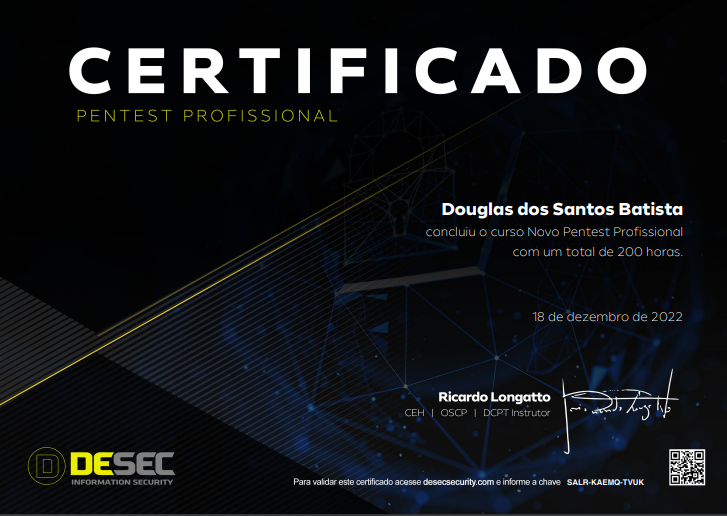 CERTIFICADO
PENTEST PROFISSIONAL
Douglas dos Santos Batista
concluiu o curso Novo Pentest Profissional
com um total de 200 horas.
18 de dezembro de 2022
Ricardo Longatto
CEH | OSCP | DCPT Instrutor
DESEC
INFORMATION SECURITY
Para validar este certificado acesse desecsecurity.com e informe a chave SALR-KAEMQ-TVUK